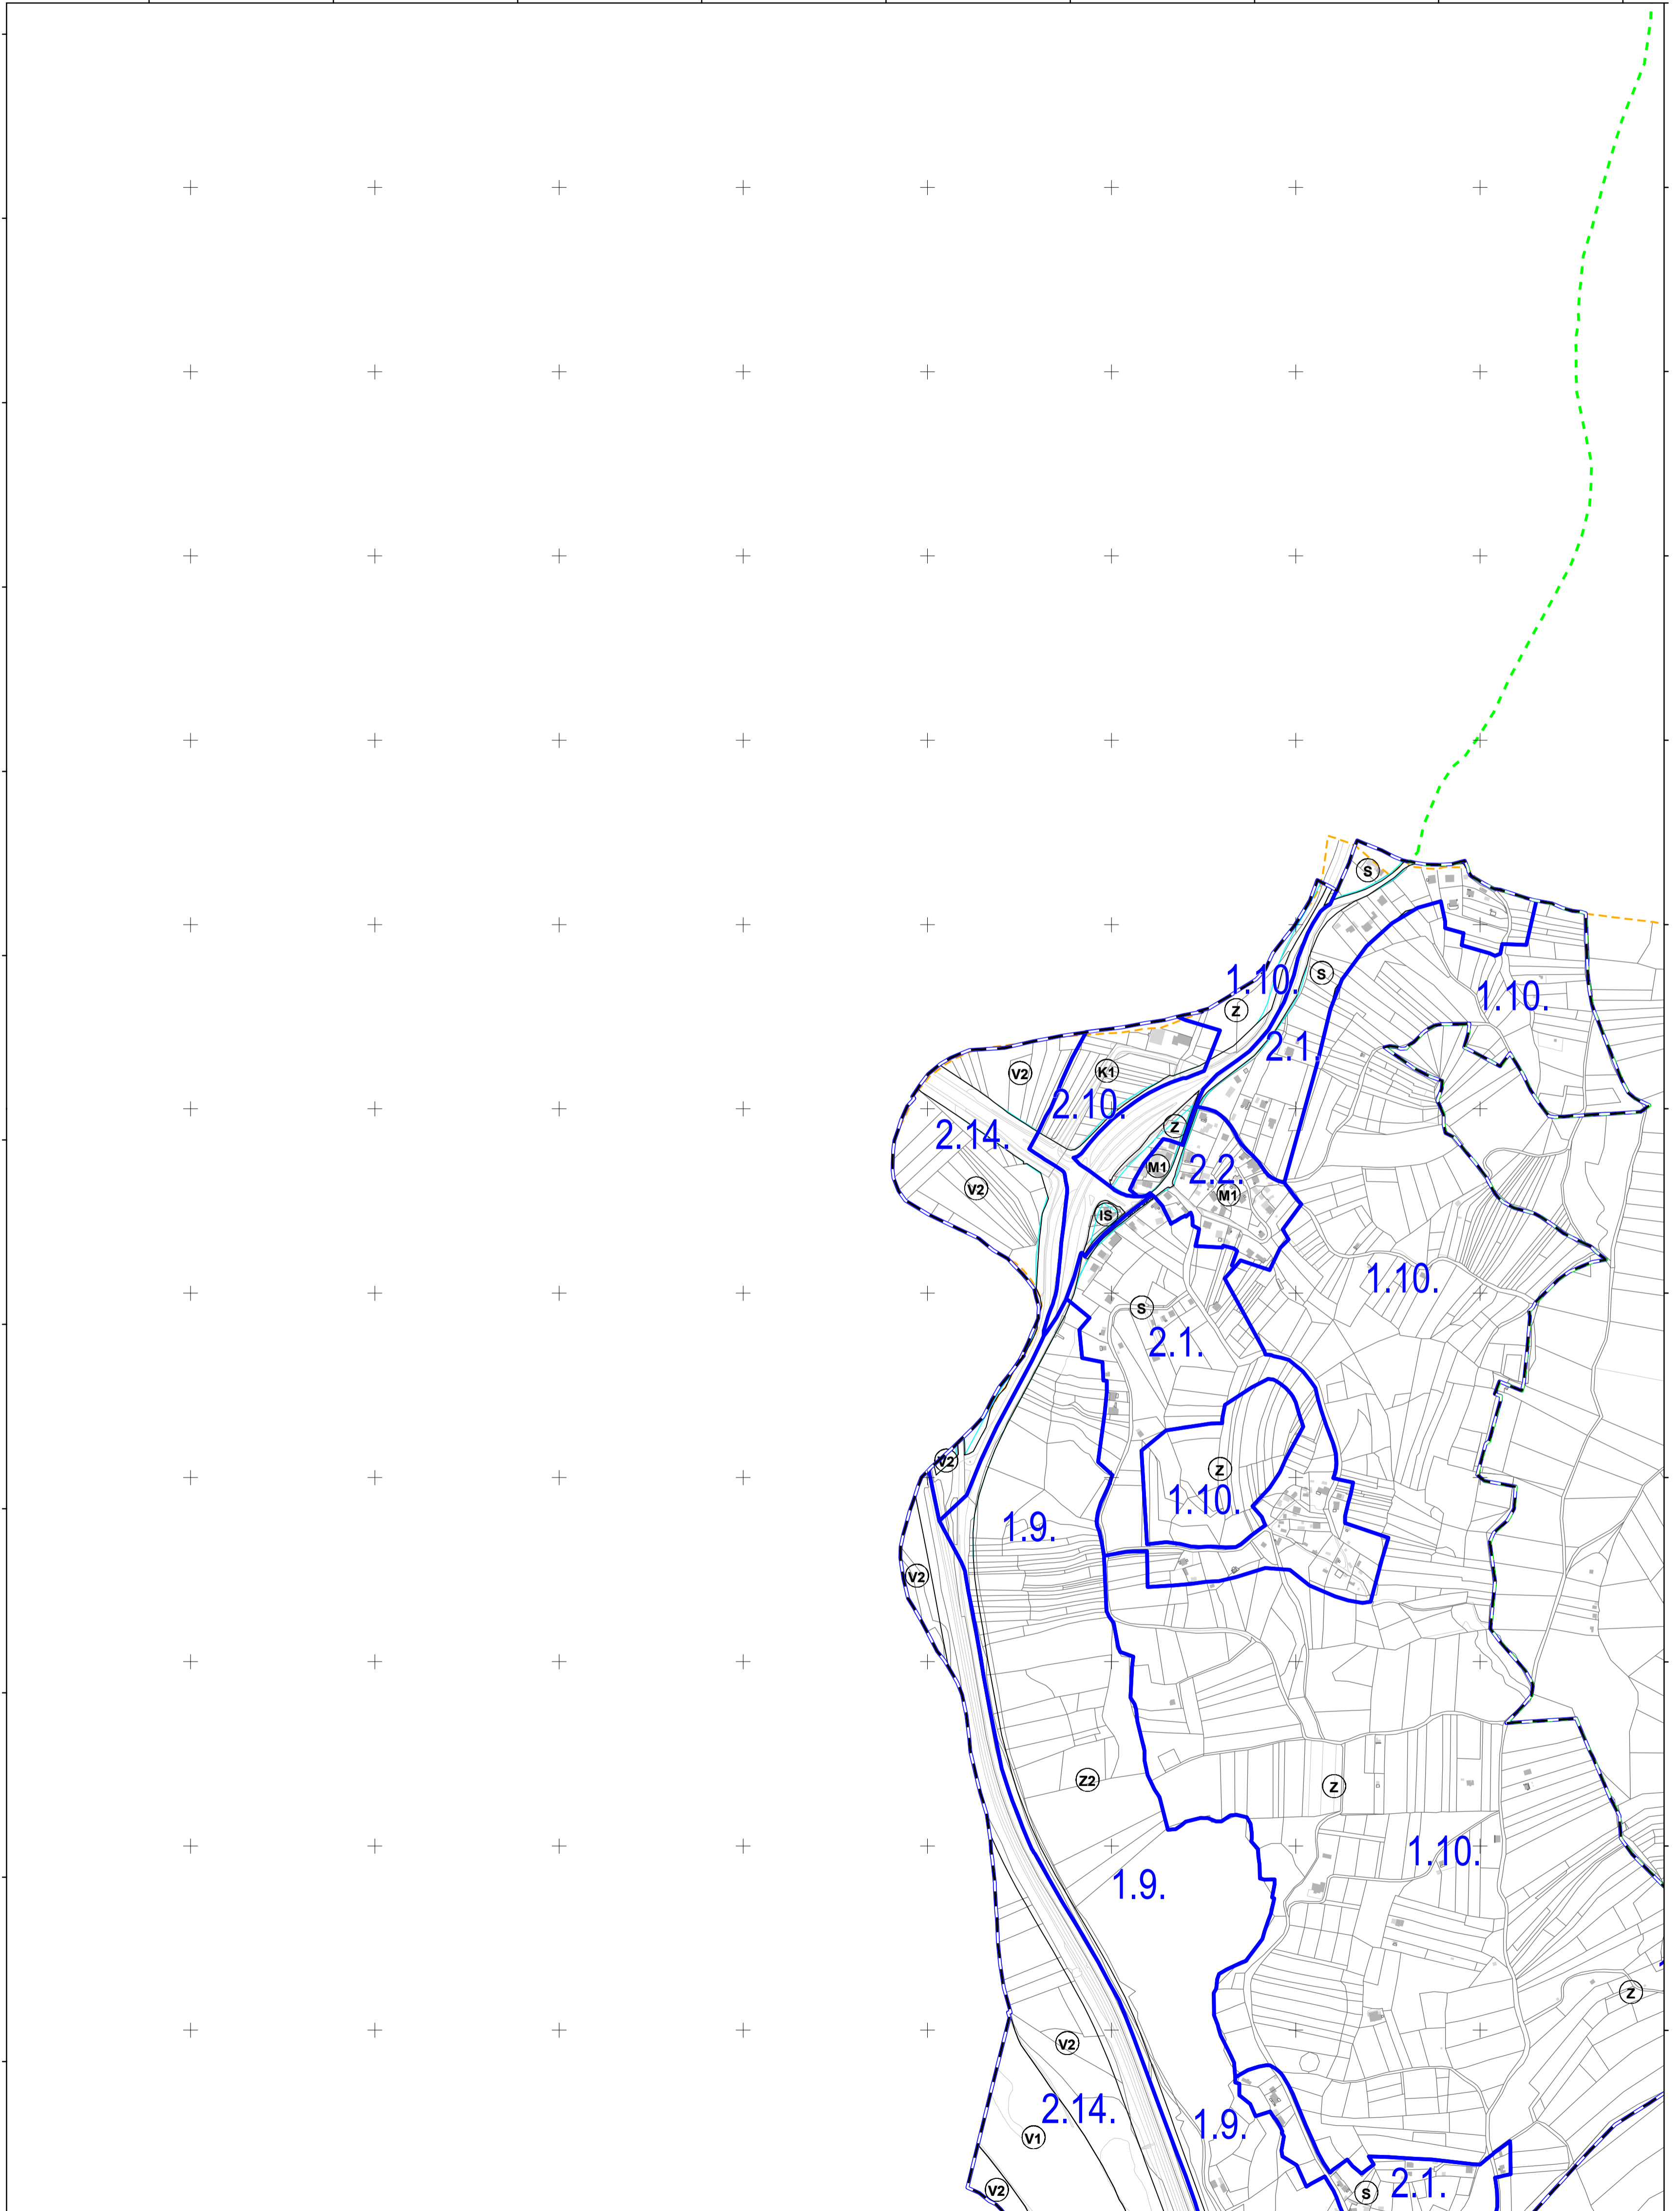 S
1.10.
S
1.10.
Z
2.1.
V2
K1
2.10.
Z
2.14.
M1
2.2.
V2
M1
IS
1.10.
S
2.1.
V2
Z
1.10.
1.9.
V2
Z2
Z
1.10.
1.9.
Z
V2
2.14.
1.9.
V1
2.1.
V2
S